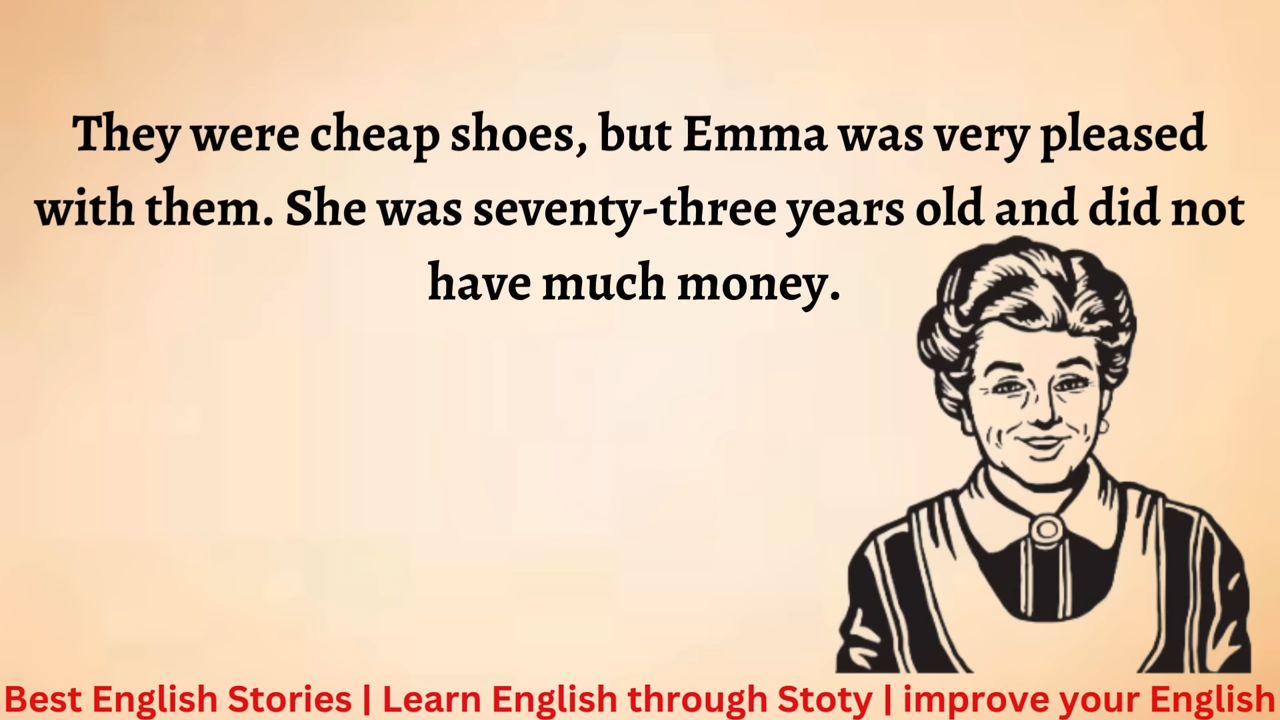 They were cheap shoes, but Emma was very pleased
with them. She was seventy-three years old and did not
have much money.
Best English Stories | Learn English through Stoty | improve your English